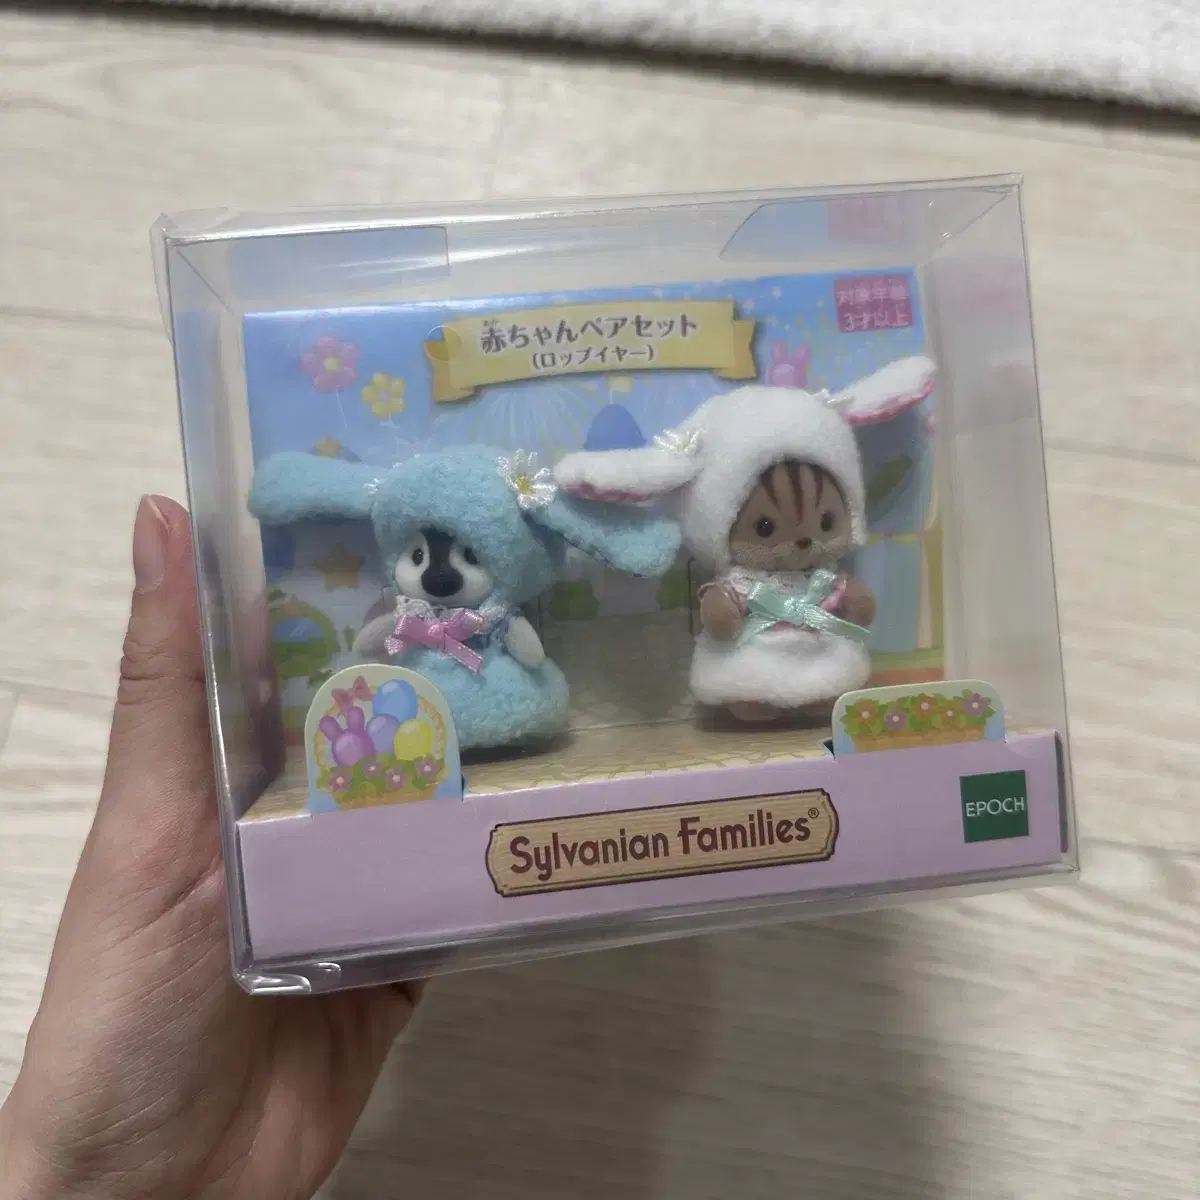 赤ちゃんペアセット
(ロップイヤー)
対象年齢
3才以上
Sylvanian Families®
EPOCH